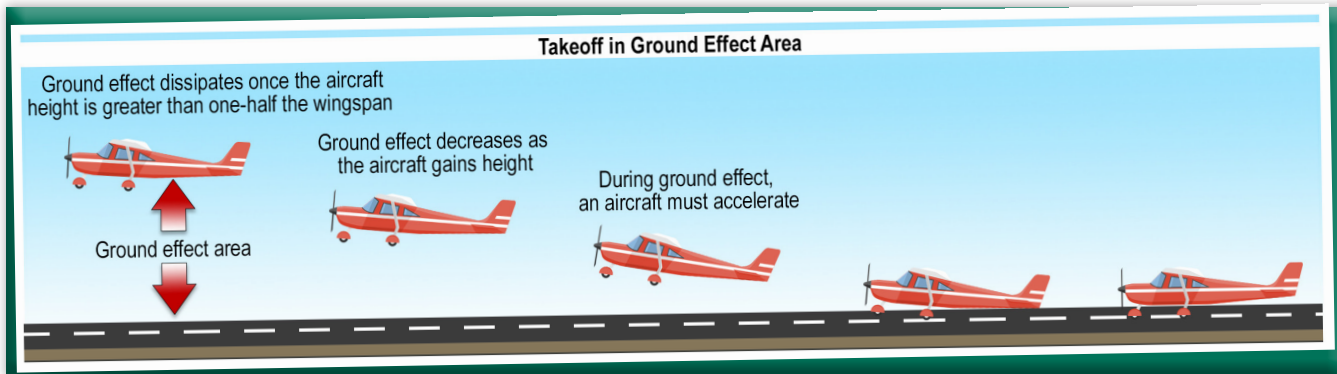 Takeoff in Ground Effect Area
Ground effect dissipates once the aircraft
height is greater than one-half the wingspan
Ground effect decreases as
the aircraft gains height
During ground effect,
an aircraft must accelerate
Ground effect area